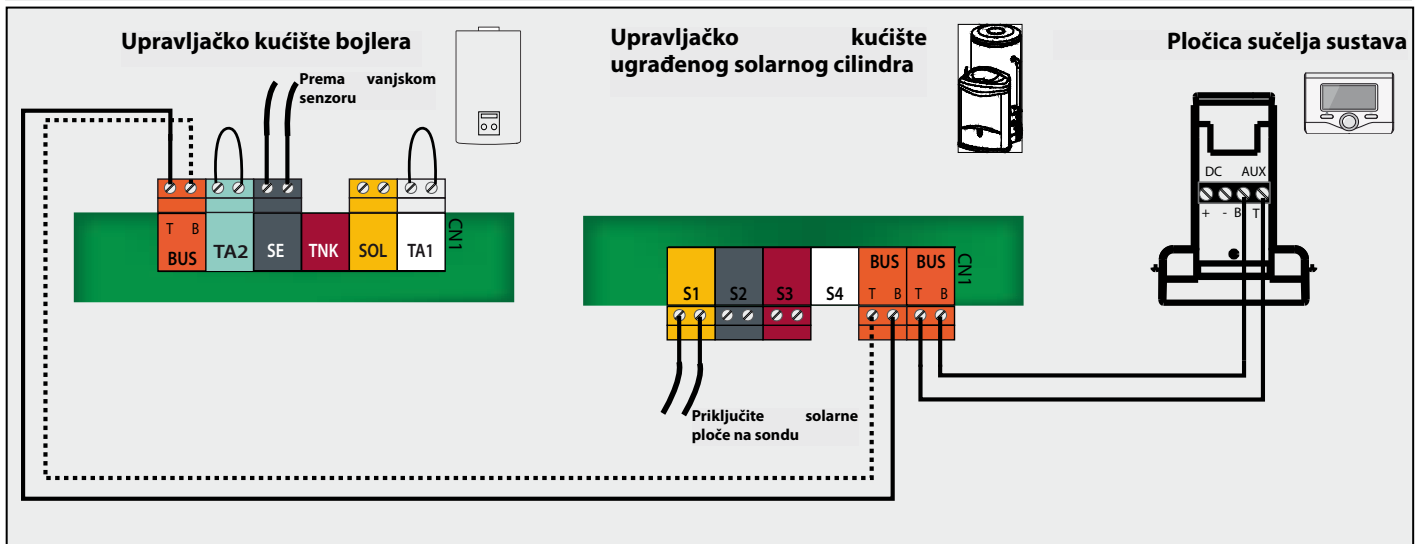 Upravljačko kućište bojlera
Prema vanjskom
senzoru
T B
BUS
TA2
SE
TNK
SOL
TA1
CN1
Upravljačko kućište
ugrađenog solarnog cilindra
S1
S2
S3
S4
BUS
T B
BUS
T B
CN1
Priključite solarne
ploče na sondu
Pločica sučelja sustava
DC AUX
+ - B T